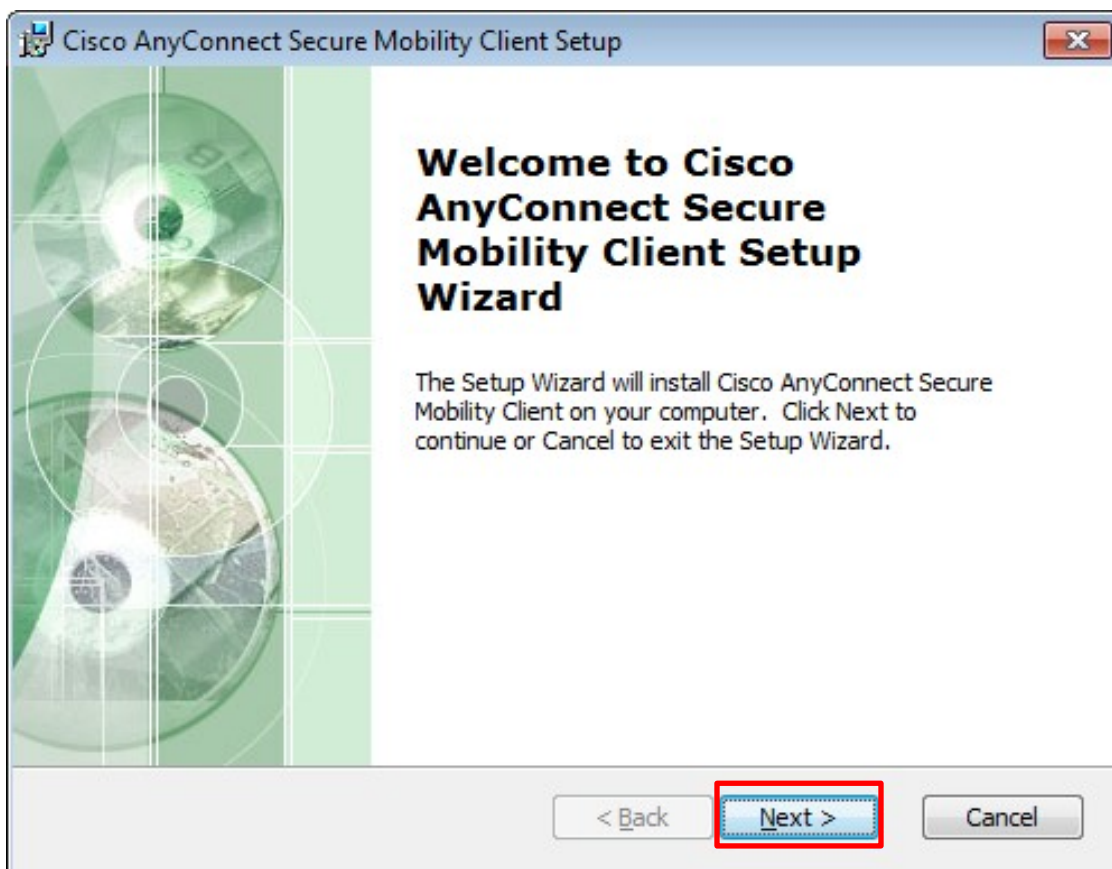 Cisco AnyConnect Secure Mobility Client Setup
Welcome to Cisco
AnyConnect Secure
Mobility Client Setup
Wizard
The Setup Wizard will install Cisco AnyConnect Secure
Mobility Client on your computer.  Click Next to
continue or Cancel to exit the Setup Wizard.
< Back
Next >
Cancel